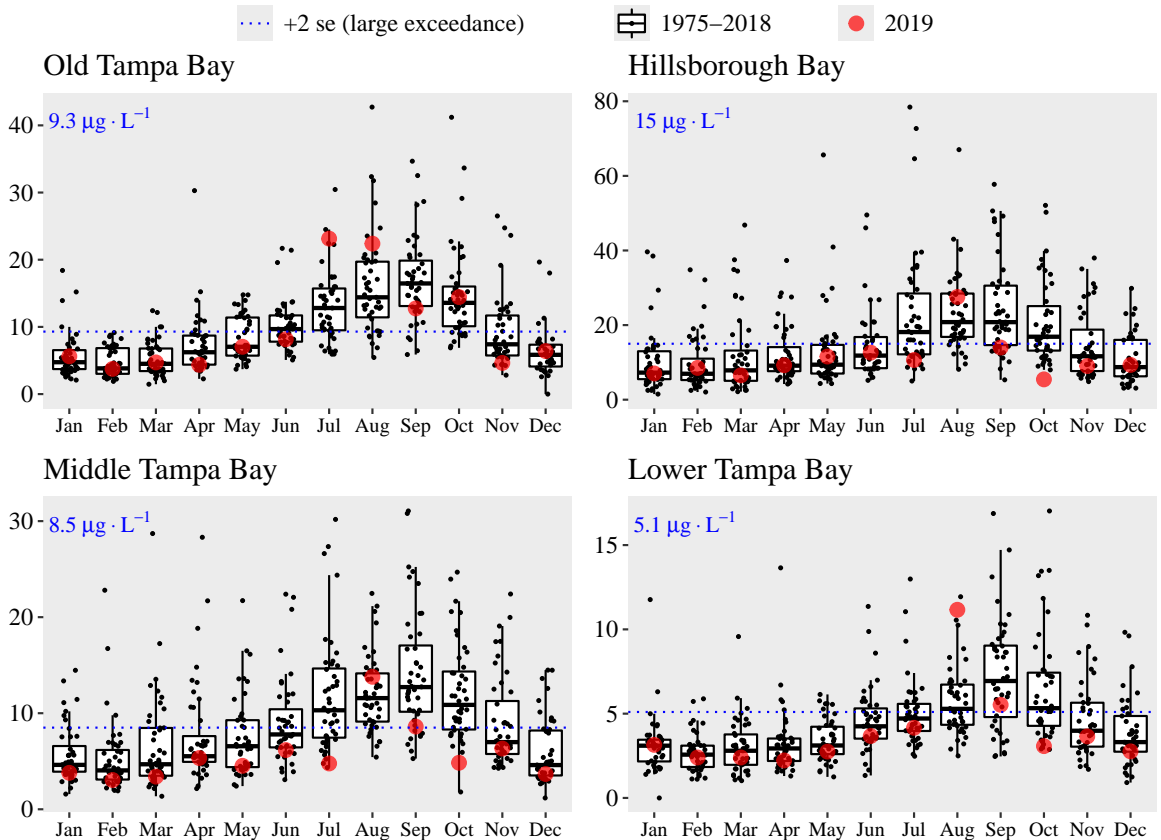 +2 se (large exceedance) 1975–2018 2019
Old Tampa Bay
9.3 μg · L⁻¹
40
30
20
10
0
Jan Feb Mar Apr May Jun Jul Aug Sep Oct Nov Dec
Hillsborough Bay
15 μg · L⁻¹
80
60
40
20
0
Jan Feb Mar Apr May Jun Jul Aug Sep Oct Nov Dec
Middle Tampa Bay
8.5 μg · L⁻¹
30
20
10
0
Jan Feb Mar Apr May Jun Jul Aug Sep Oct Nov Dec
Lower Tampa Bay
5.1 μg · L⁻¹
15
10
5
0
Jan Feb Mar Apr May Jun Jul Aug Sep Oct Nov Dec